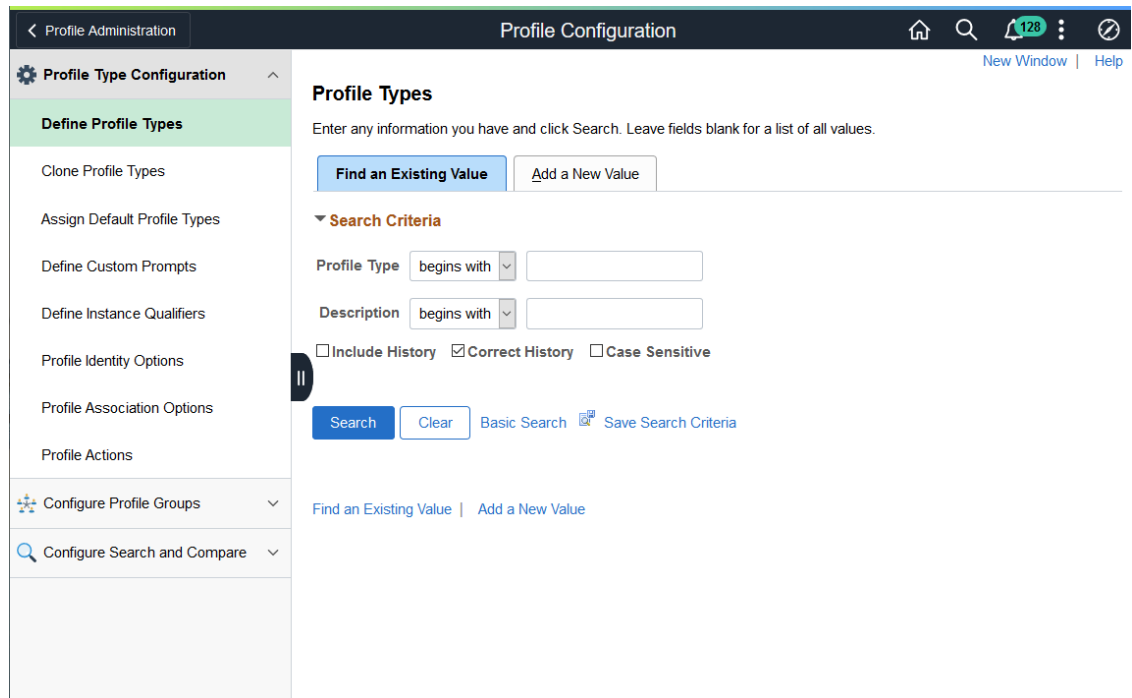 Profile Administration
Profile Configuration
128
New Window | Help
Profile Type Configuration
Define Profile Types
Clone Profile Types
Assign Default Profile Types
Define Custom Prompts
Define Instance Qualifiers
Profile Identity Options
Profile Association Options
Profile Actions
Configure Profile Groups
Configure Search and Compare
Profile Types
Enter any information you have and click Search. Leave fields blank for a list of all values.
Find an Existing Value
Add a New Value
Search Criteria
Profile Type begins with
Description begins with
Include History Correct History Case Sensitive
Search Clear Basic Search Save Search Criteria
Find an Existing Value | Add a New Value